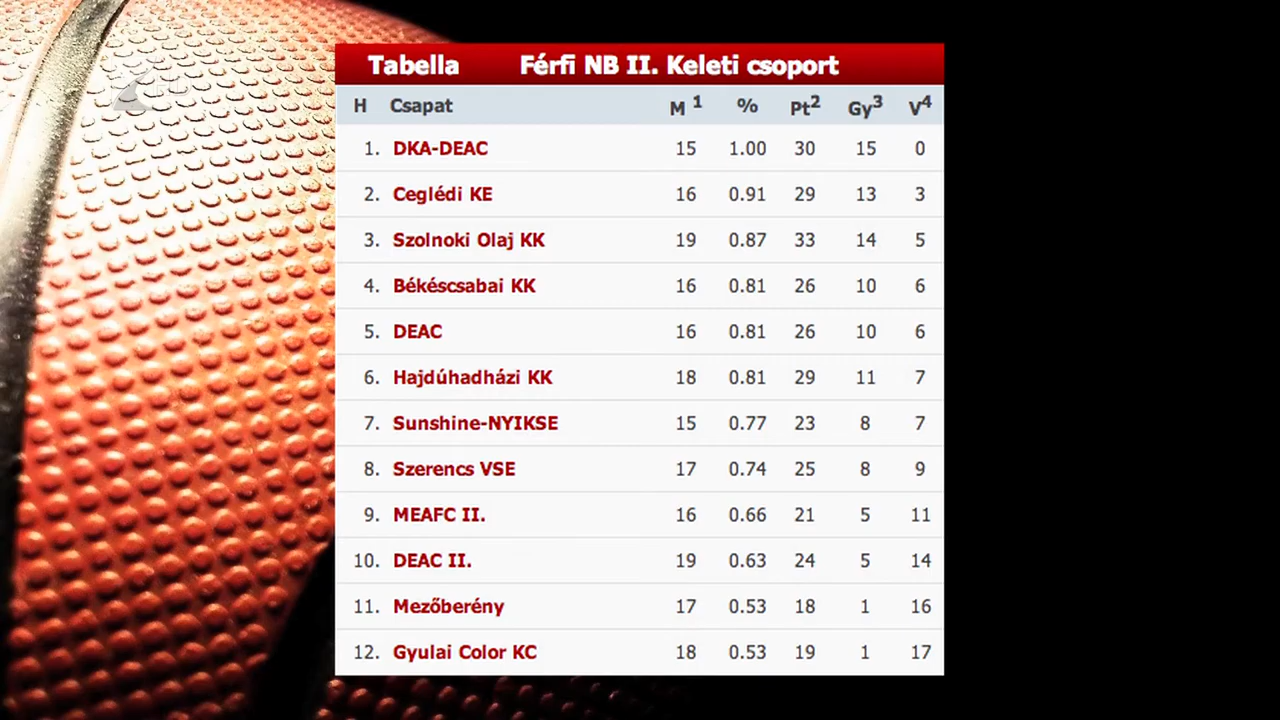 Tabella Férfi NB II. Keleti csoport
H Csapat M 1 % Pt2 Gy3 V4
1. DKA-DEAC 15 1.00 30 15 0
2. Ceglédi KE 16 0.91 29 13 3
3. Szolnoki Olaj KK 19 0.87 33 14 5
4. Békéscsabai KK 16 0.81 26 10 6
5. DEAC 16 0.81 26 10 6
6. Hajdúhadházi KK 18 0.81 29 11 7
7. Sunshine-NYIKSE 15 0.77 23 8 7
8. Szerencs VSE 17 0.74 25 8 9
9. MEAFC II. 16 0.66 21 5 11
10. DEAC II. 19 0.63 24 5 14
11. Mezőberény 17 0.53 18 1 16
12. Gyulai Color KC 18 0.53 19 1 17